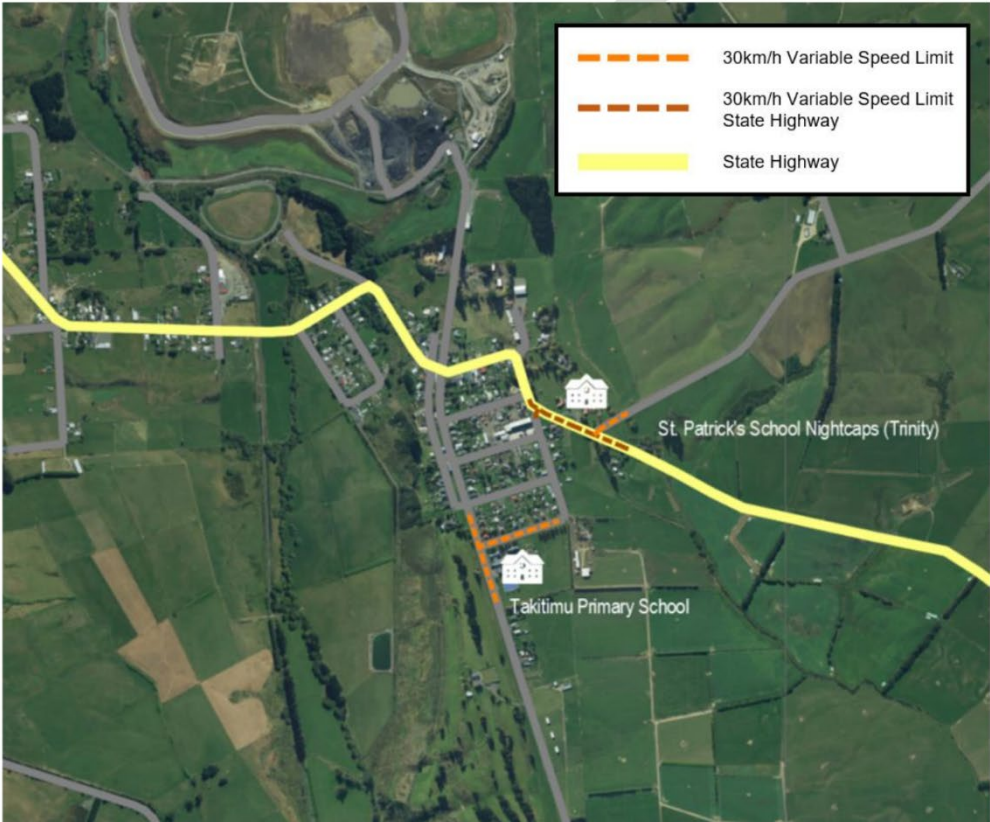 30km/h Variable Speed Limit
30km/h Variable Speed Limit
State Highway
State Highway
St. Patrick's School Nightcaps (Trinity)
Takitimu Primary School